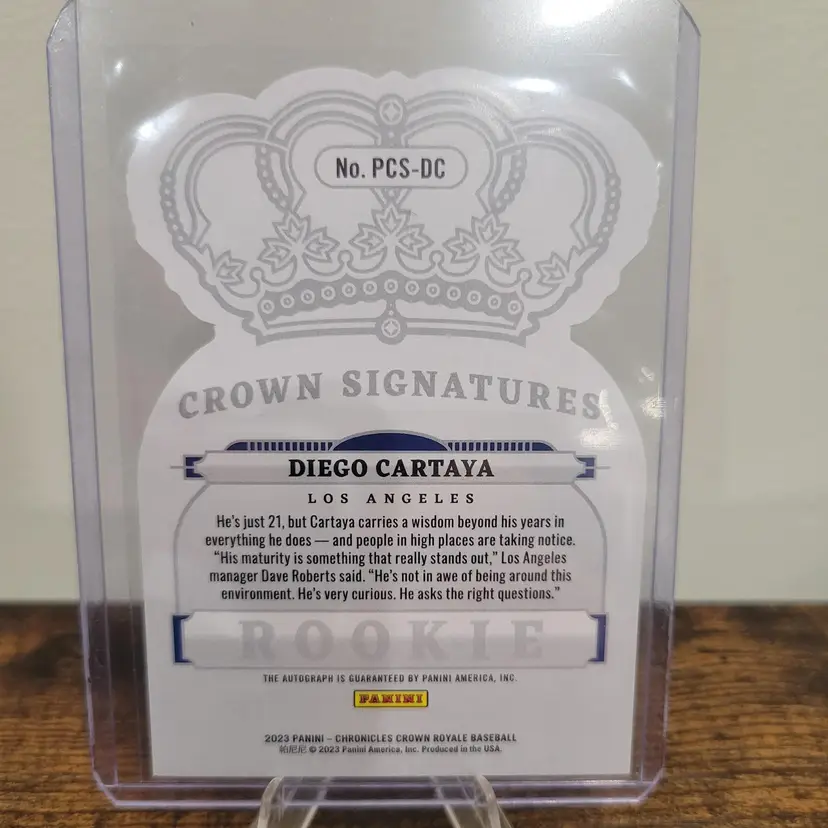 No. PCS-DC
CROWN SIGNATURES
DIEGO CARTAYA
LOS ANGELES
He's just 21, but Cartaya carries a wisdom beyond his years in
everything he does — and people in high places are taking notice.
"His maturity is something that really stands out," Los Angeles
manager Dave Roberts said. "He's not in awe of being around this
environment. He's very curious. He asks the right questions."
ROOKIE
THE AUTOGRAPH IS GUARANTEED BY PANINI AMERICA, INC.
PANINI
2023 PANINI – CHRONICLES CROWN ROYALE BASEBALL
帕尼尼 © 2023 Panini America, Inc. Produced in the USA.